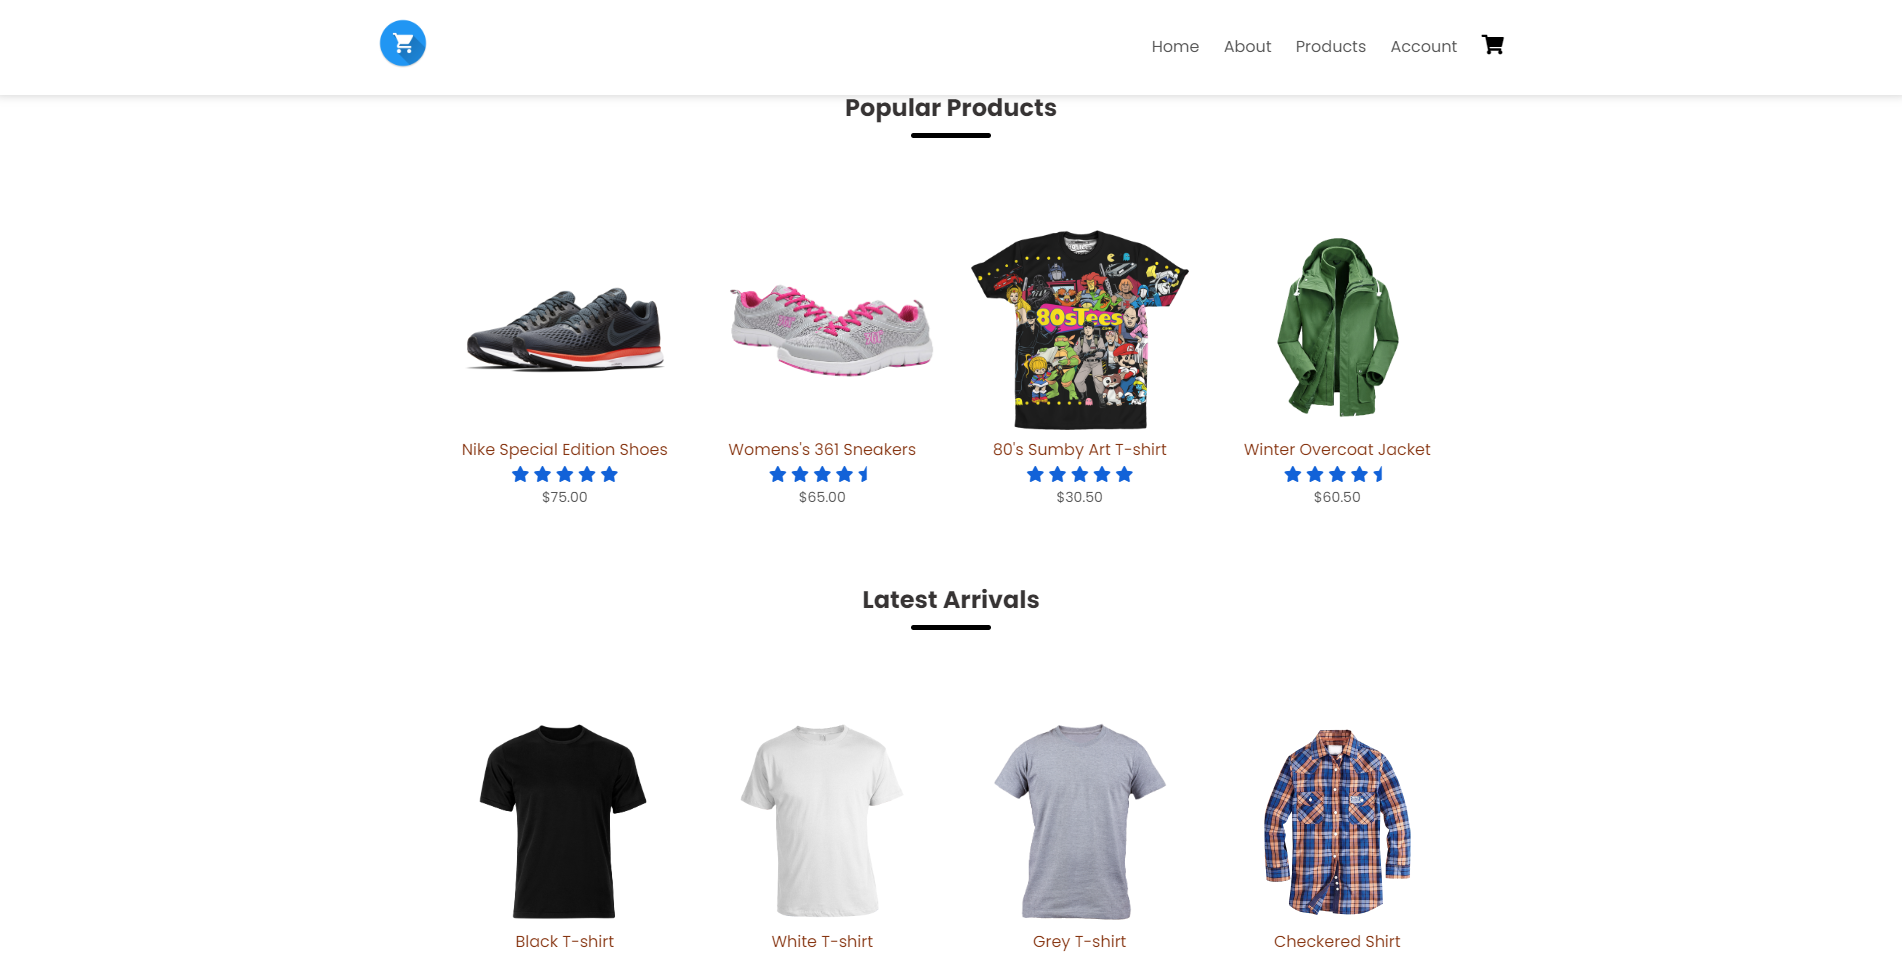 Home About Products Account
Popular Products
80sTees
Nike Special Edition Shoes
Womens's 361 Sneakers
80's Sumby Art T-shirt
Winter Overcoat Jacket
$75.00
$65.00
$30.50
$60.50
Latest Arrivals
Black T-shirt
White T-shirt
Grey T-shirt
Checkered Shirt